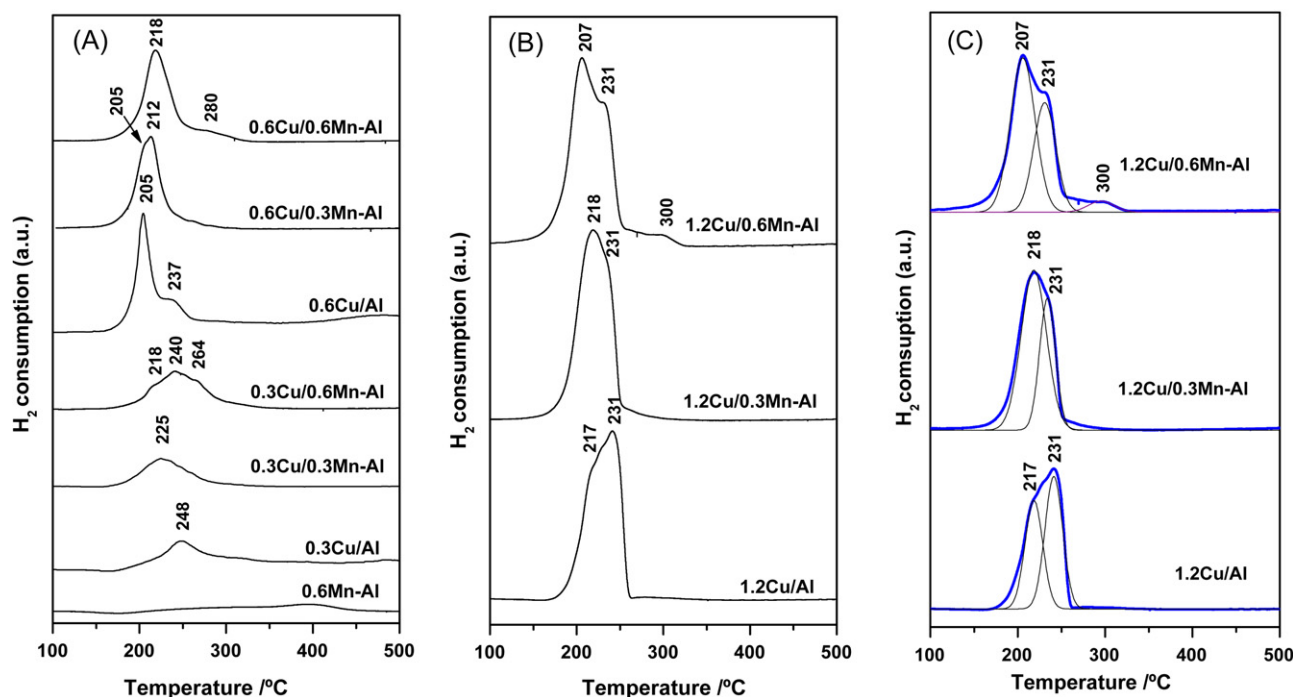 (A)
218
205
212
280
0.6Cu/0.6Mn-Al
205
0.6Cu/0.3Mn-Al
237
0.6Cu/Al
218
240
264
0.3Cu/0.6Mn-Al
225
0.3Cu/0.3Mn-Al
248
0.3Cu/Al
0.6Mn-Al
H2 consumption (a.u.)
100 200 300 400 500
Temperature /ºC
(B)
207
231
300
1.2Cu/0.6Mn-Al
218
231
1.2Cu/0.3Mn-Al
217
231
1.2Cu/Al
H2 consumption (a.u.)
100 200 300 400 500
Temperature /ºC
(C)
207
231
1.2Cu/0.6Mn-Al
300
218
231
1.2Cu/0.3Mn-Al
217
231
1.2Cu/Al
H2 comsumption (a.u.)
100 200 300 400 500
Temperature /ºC